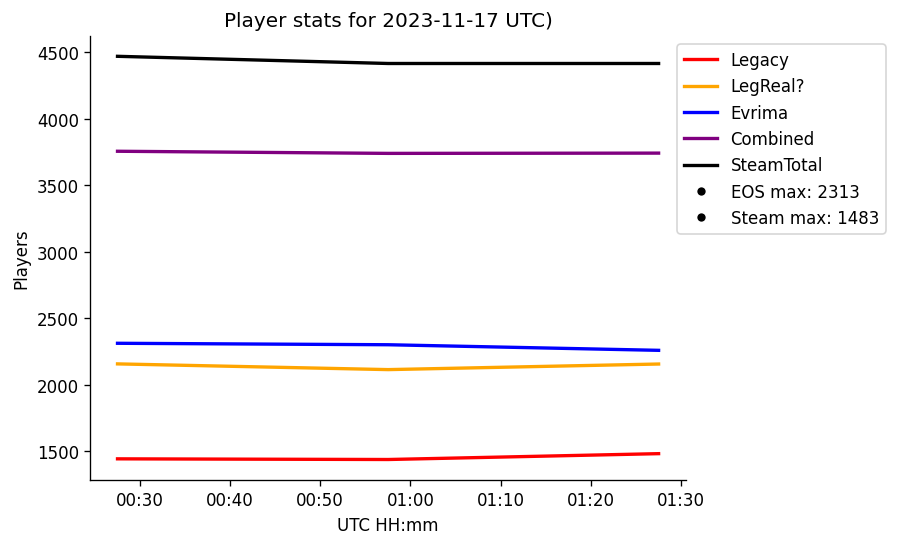 Player stats for 2023-11-17 UTC)
4500
4000
3500
3000
2500
2000
1500
Players
00:30 00:40 00:50 01:00 01:10 01:20 01:30
UTC HH:mm
Legacy
LegReal?
Evrima
Combined
SteamTotal
EOS max: 2313
Steam max: 1483